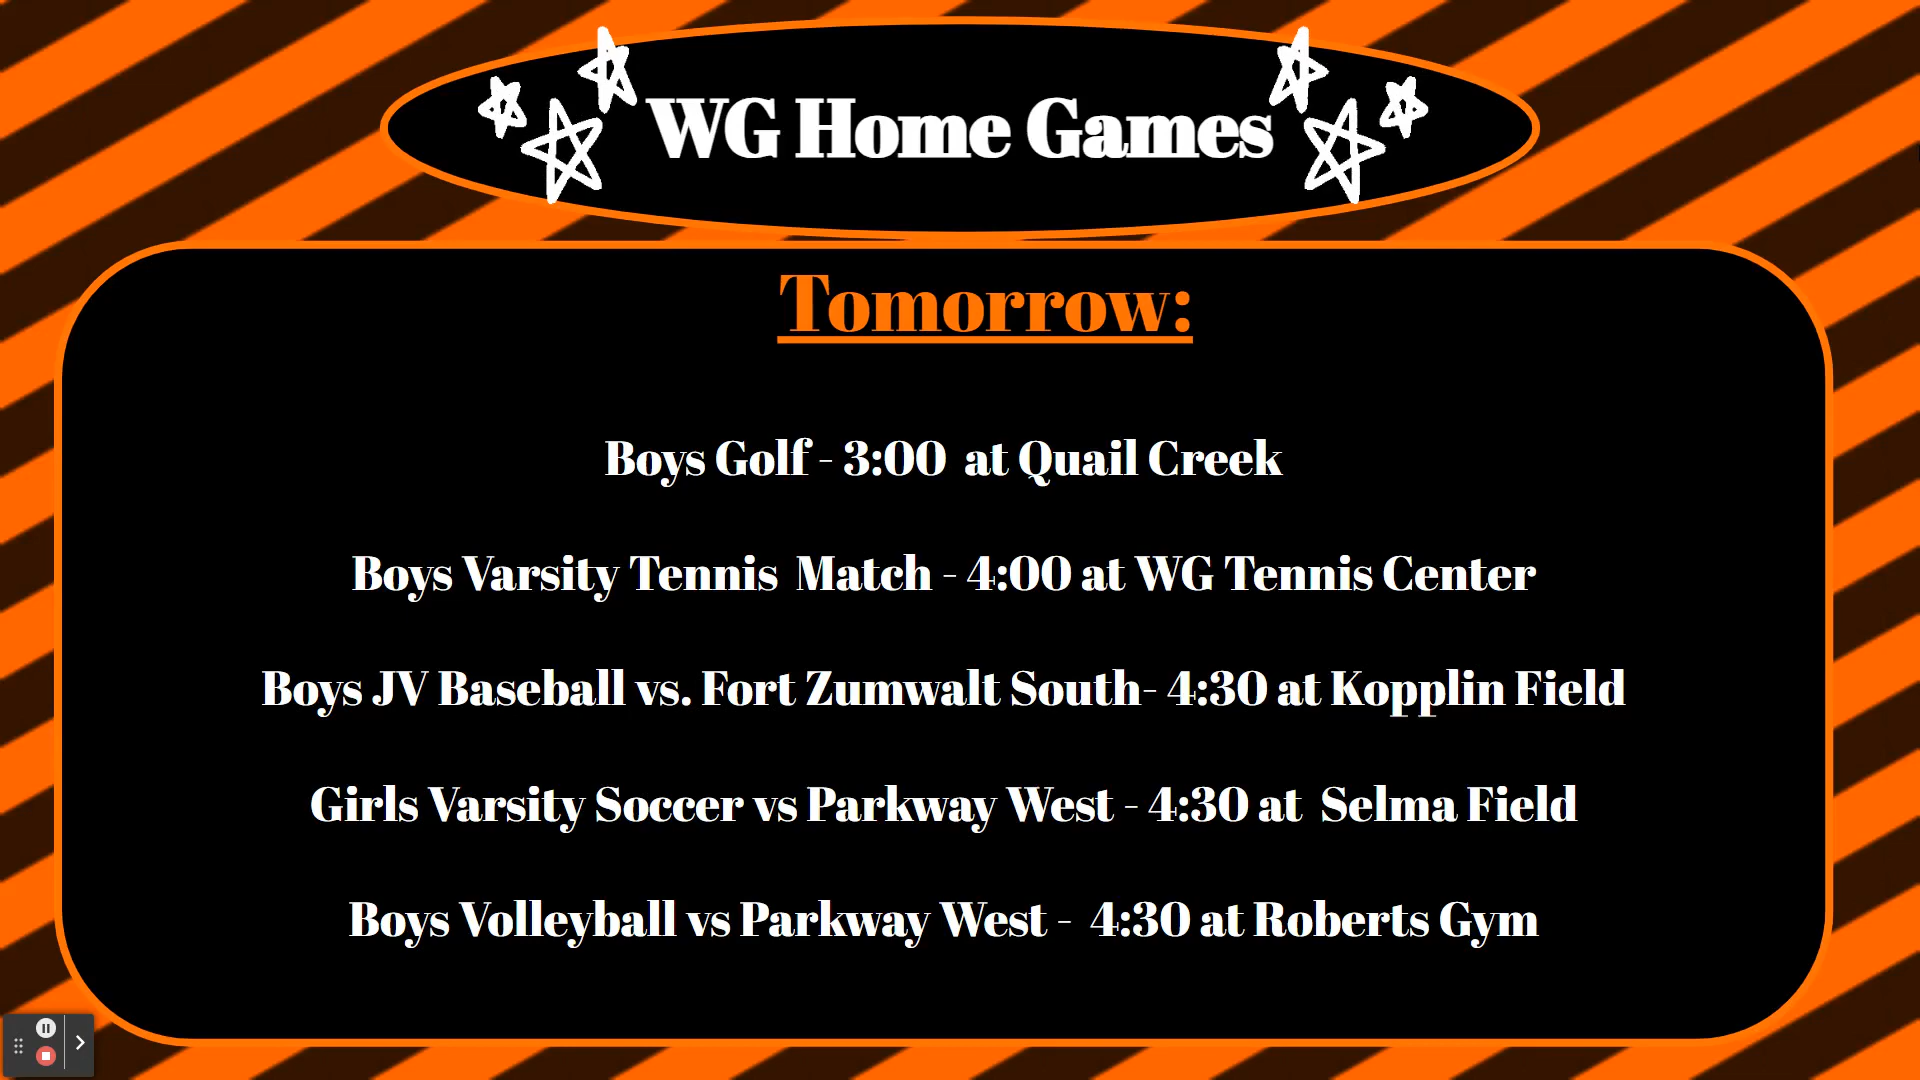 WG Home Games
Tomorrow:
Boys Golf - 3:00  at Quail Creek
Boys Varsity Tennis  Match - 4:00 at WG Tennis Center
Boys JV Baseball vs. Fort Zumwalt South- 4:30 at Kopplin Field
Girls Varsity Soccer vs Parkway West - 4:30 at  Selma Field
Boys Volleyball vs Parkway West -  4:30 at Roberts Gym